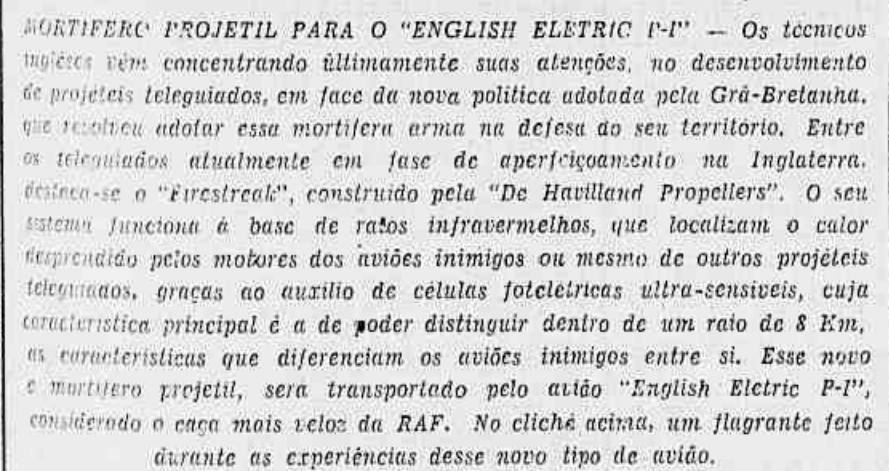 MORTIFERO PROJETIL PARA O "ENGLISH ELETRIC P-1" — Os técnicos
inglêses vêm concentrando ùltimamente suas atenções, no desenvolvimento
de projéteis teleguiados, em face da nova politica adotada pela Grã-Bretanha,
que resolveu adotar essa mortifera arma na defesa do seu território. Entre
os teleguiados atualmente em fase de aperfeiçoamento na Inglaterra,
destaca-se o "Firestreak", construido pela "De Havilland Propellers". O seu
sistema funciona à base de raios infravermelhos, que localizam o calor
desprendido pelos motores dos aviões inimigos ou mesmo de outros projéteis
teleguiados, graças ao auxilio de células fotelétricas ultra-sensiveis, cuja
caracteristica principal é a de poder distinguir dentro de um raio de 8 Km,
as caracteristicas que diferenciam os aviões inimigos entre si. Esse novo
e mortifero projetil, sera transportado pelo avião "English Eletric P-1",
considerado o caça mais veloz da RAF. No clichê acima, um flagrante feito
durante as experiências desse novo tipo de avião.